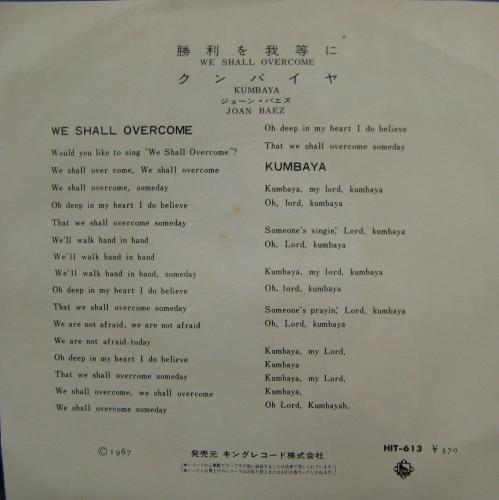 勝利を我等に
WE SHALL OVERCOME
クンバイヤ
KUMBAYA
ジョーン・バエズ
JOAN BAEZ
WE SHALL OVERCOME
Would you like to sing "We Shall Overcome"?
We shall over come, We shall overcome
We shall overcome, someday
Oh deep in my heart I do believe
That we shall overcome someday
We'll walk hand in hand
We'll walk hand in hand
We'll walk hand in hand, someday
Oh deep in my heart I do believe
That we shall overcome someday
We are not afraid, we are not afraid
We are not afraid, today
Oh deep in my heart I do believe
That we shall overcome someday
We shall overcome, we shall overcome
We shall overcome someday
Oh deep in my heart I do believe
That we shall overcome someday
KUMBAYA
Kumbaya, my lord, kumbaya
Oh, lord, kumbaya
Someone's singin', Lord, kumbaya
Oh, Lord, kumbaya
Kumbaya, my lord, kumbaya
Oh, lord, kumbaya
Someone's prayin', Lord, kumbaya
Oh, Lord, kumbaya
Kumbaya, my Lord,
Kumbaya
Kumbaya, my Lord,
Kumbaya,
Oh Lord, Kumbayah,
© 1967
発売元 キングレコード株式会社
HIT-613 ¥370